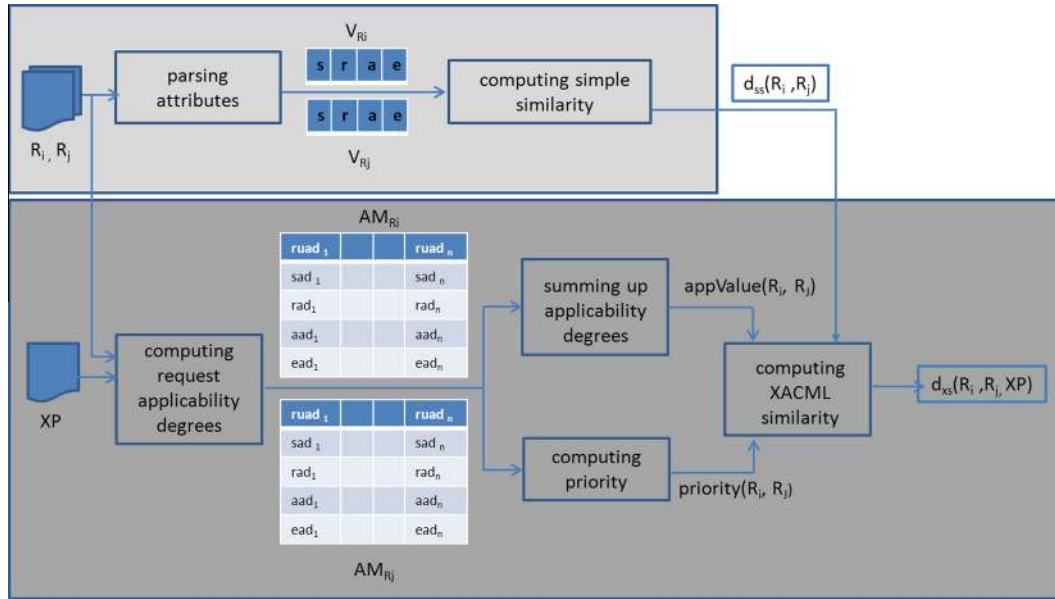 V_Ri
s r a e
parsing
attributes
s r a e
V_Rj
computing simple
similarity
d_ss(R_i ,R_j)
R_i , R_j
AM_Ri
ruad_1 ruad_n
sad_1 sad_n
rad_1 rad_n
aad_1 aad_n
ead_1 ead_n
XP
computing
request
applicability
degrees
ruad_1 ruad_n
sad_1 sad_n
rad_1 rad_n
aad_1 aad_n
ead_1 ead_n
AM_Rj
summing up
applicability
degrees
appValue(R_i, R_j)
computing
priority
priority(R_i, R_j)
computing
XACML
similarity
d_xs(R_i ,R_j, XP)